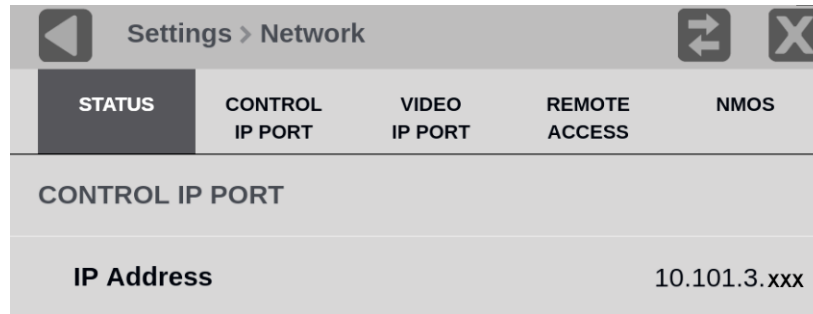 Settings > Network
STATUS
CONTROL
IP PORT
VIDEO
IP PORT
REMOTE
ACCESS
NMOS
CONTROL IP PORT
IP Address 10.101.3.xxx